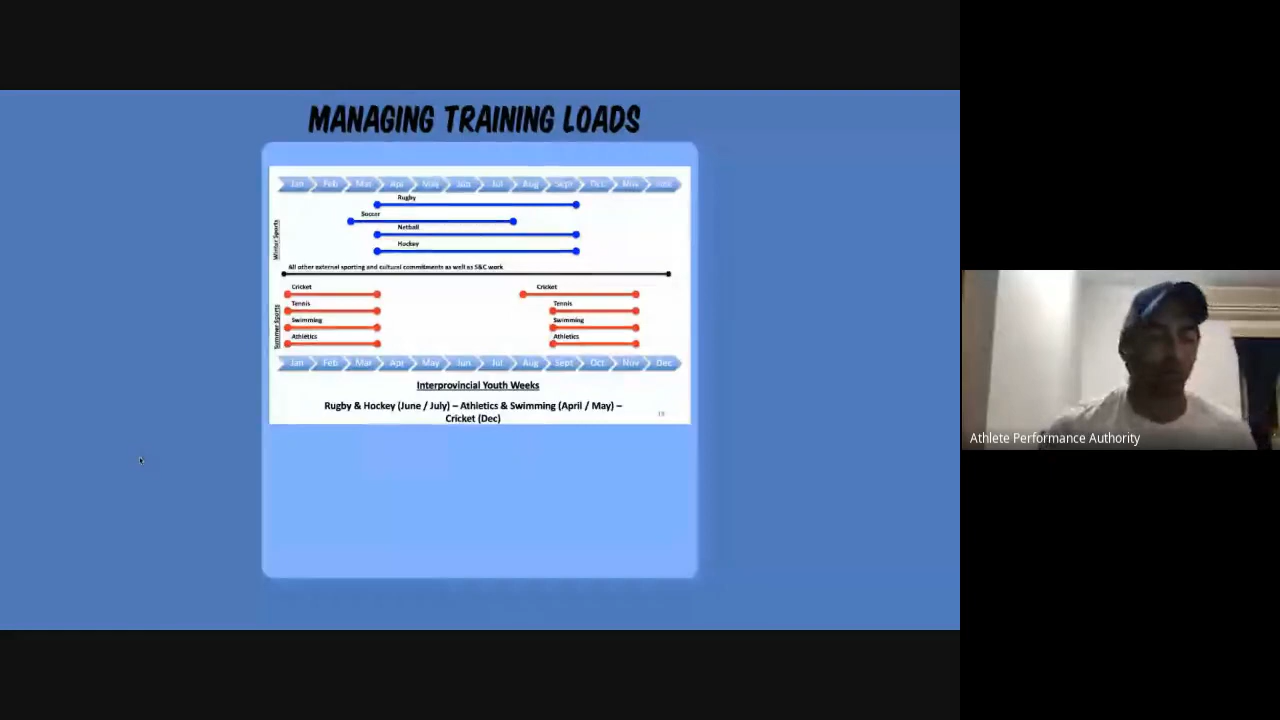 MANAGING TRAINING LOADS
Jan Feb Mar Apr May Jun Jul Aug Sept Oct Nov
Rugby
Soccer
Netball
Hockey
Winter Sports
All other external sporting and cultural commitments as well as S&C work
Cricket Cricket
Tennis Tennis
Swimming Swimming
Athletics Athletics
Summer Sports
Jan Feb Mar Apr May Jun Jul Aug Sept Oct Nov Dec
Interprovincial Youth Weeks
Rugby & Hockey (June / July) – Athletics & Swimming (April / May) –
Cricket (Dec)
Athlete Performance Authority